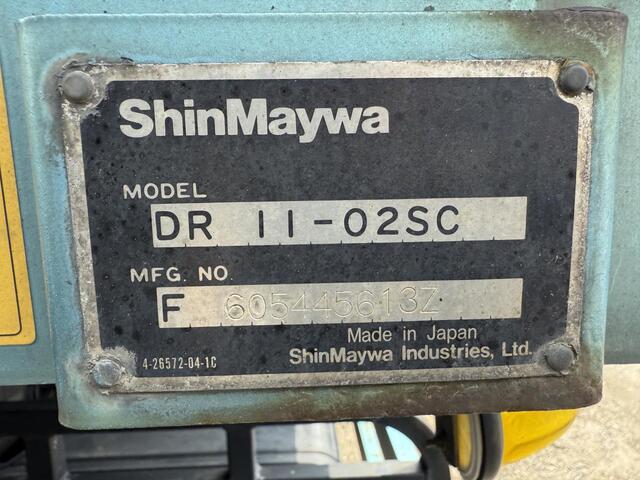 ShinMaywa
MODEL
DR 11-02SC
MFG. NO.
F 605445613Z
Made in Japan
ShinMaywa Industries, Ltd.
4-26572-04-1C